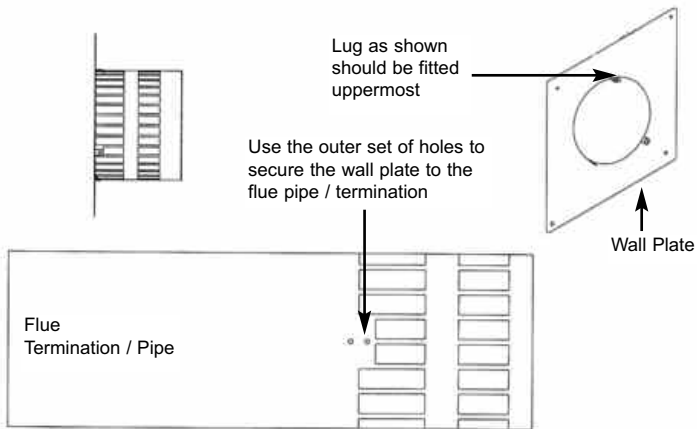 Lug as shown
should be fitted
uppermost
Use the outer set of holes to
secure the wall plate to the
flue pipe / termination
Wall Plate
Flue
Termination / Pipe